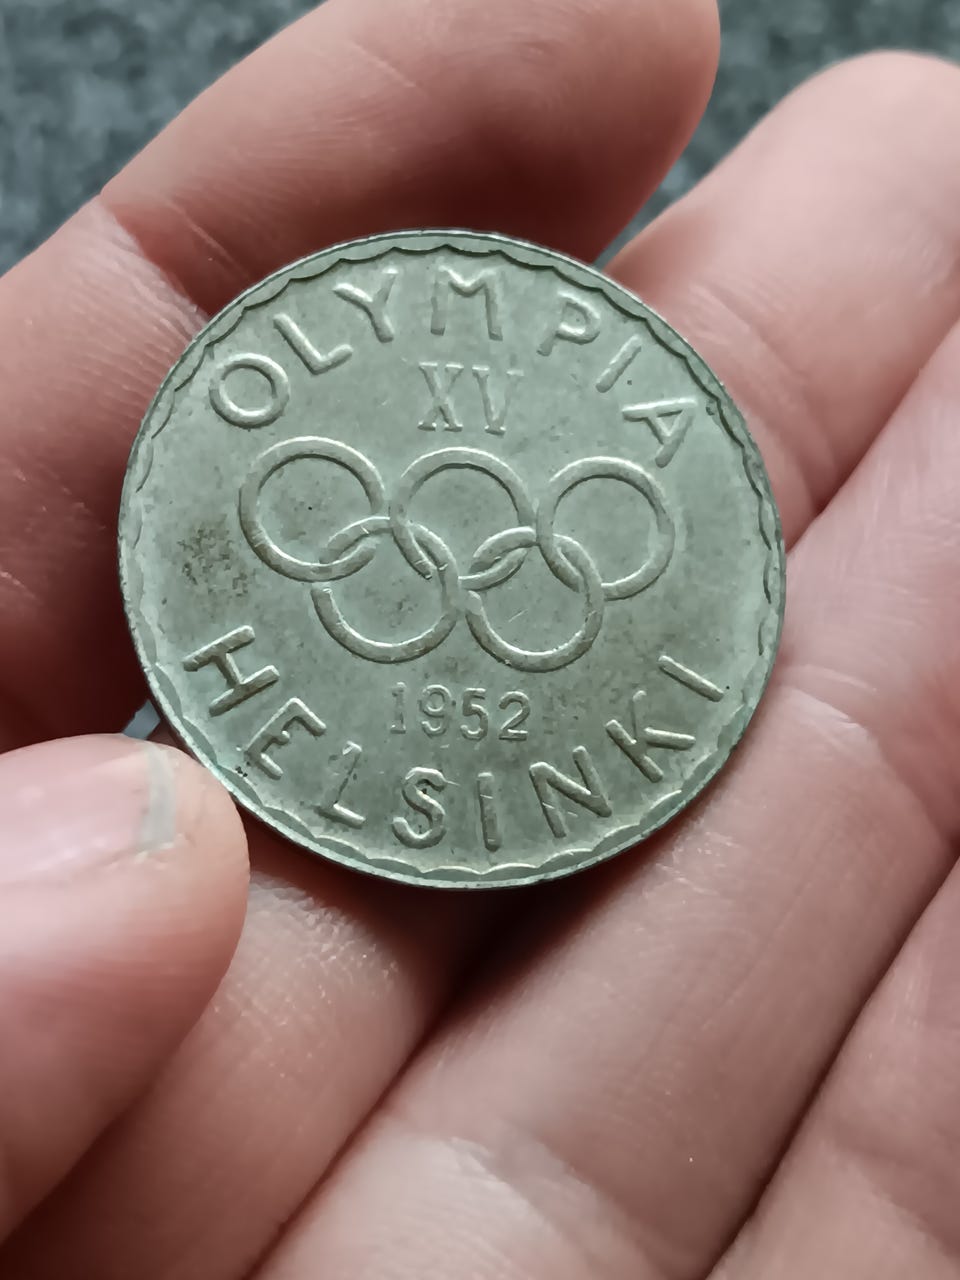 OLYMPIA
XV
1952
HELSINKI